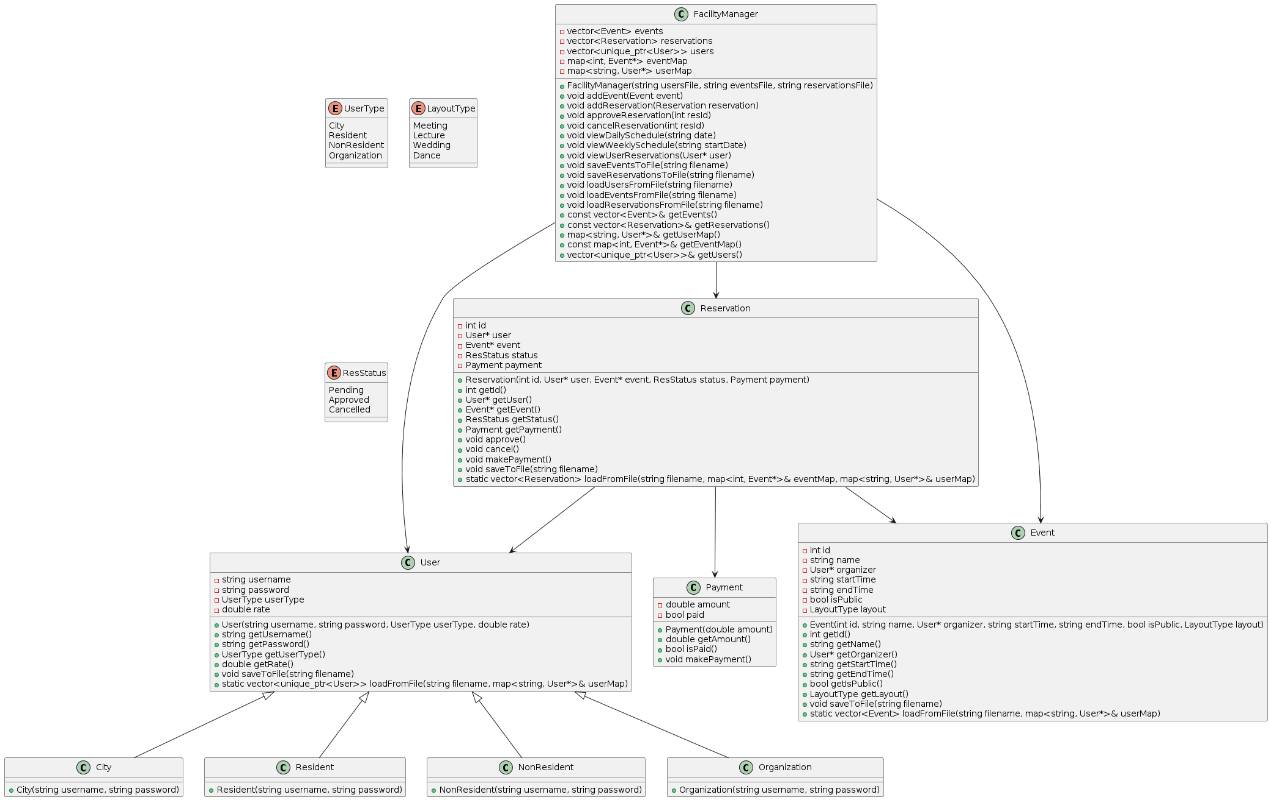 C FacilityManager
vector<Event> events
vector<Reservation> reservations
vector<unique_ptr<User>> users
map<int, Event*> eventMap
map<string, User*> userMap
FacilityManager(string usersFile, string eventsFile, string reservationsFile)
void addEvent(Event event)
void addReservation(Reservation reservation)
void approveReservation(int resId)
void cancelReservation(int resId)
void viewDailySchedule(string date)
void viewWeeklySchedule(string startDate)
void viewUserReservations(User* user)
void saveEventsToFile(string filename)
void saveReservationsToFile(string filename)
void loadUsersFromFile(string filename)
void loadEventsFromFile(string filename)
void loadReservationsFromFile(string filename)
const vector<Event>& getEvents()
const vector<Reservation>& getReservations()
map<string, User*>& getUserMap()
const map<int, Event*>& getEventMap()
vector<unique_ptr<User>>& getUsers()
E UserType
City
Resident
NonResident
Organization
E LayoutType
Meeting
Lecture
Wedding
Dance
C Reservation
int id
User* user
Event* event
ResStatus status
Payment payment
Reservation(int id, User* user, Event* event, ResStatus status, Payment payment)
int getId()
User* getUser()
Event* getEvent()
ResStatus getStatus()
Payment getPayment()
void approve()
void cancel()
void makePayment()
void saveToFile(string filename)
static vector<Reservation> loadFromFile(string filename, map<int, Event*>& eventMap, map<string, User*>& userMap)
E ResStatus
Pending
Approved
Cancelled
C User
string username
string password
UserType userType
double rate
User(string username, string password, UserType userType, double rate)
string getUsername()
string getPassword()
UserType getUserType()
double getRate()
void saveToFile(string filename)
static vector<unique_ptr<User>> loadFromFile(string filename, map<string, User*>& userMap)
C Payment
double amount
bool paid
Payment(double amount)
double getAmount()
bool isPaid()
void makePayment()
C Event
int id
string name
User* organizer
string startTime
string endTime
bool isPublic
LayoutType layout
Event(int id, string name, User* organizer, string startTime, string endTime, bool isPublic, LayoutType layout)
int getId()
string getName()
User* getOrganizer()
string getStartTime()
string getEndTime()
bool getIsPublic()
LayoutType getLayout()
void saveToFile(string filename)
static vector<Event> loadFromFile(string filename, map<string, User*>& userMap)
C City
City(string username, string password)
C Resident
Resident(string username, string password)
C NonResident
NonResident(string username, string password)
C Organization
Organization(string username, string password)